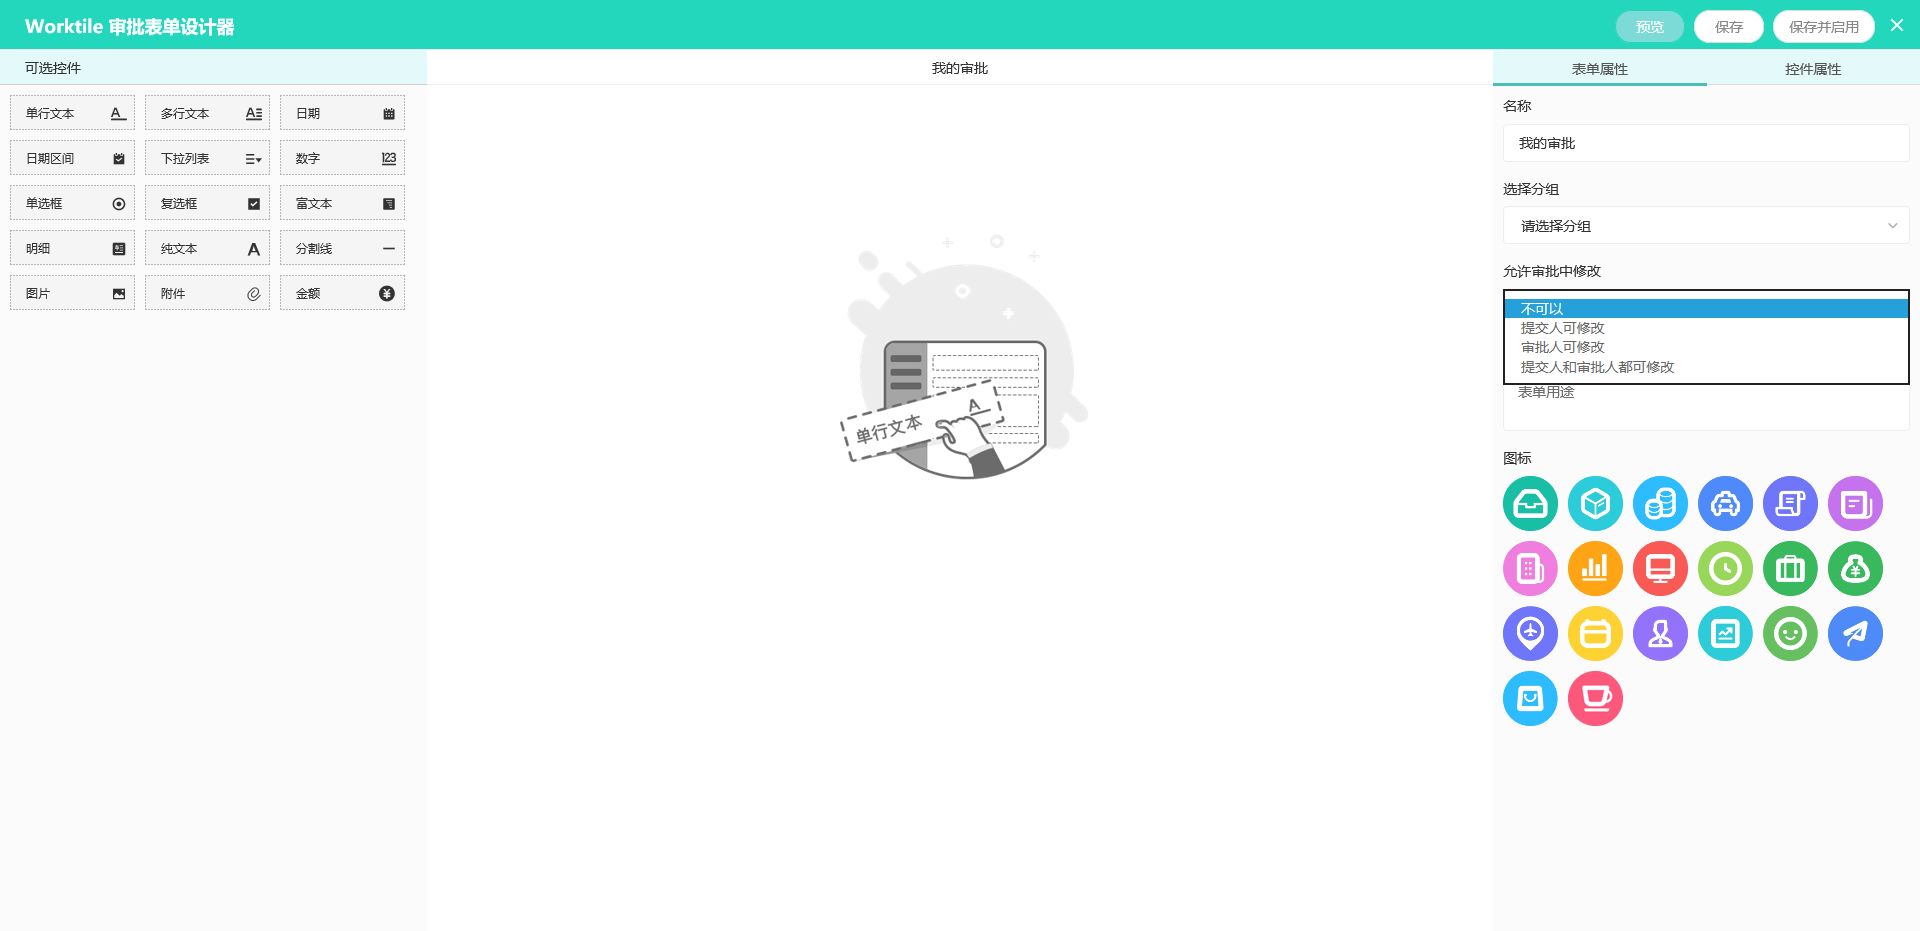 Worktile 审批表单设计器
预览
保存
保存并启用
可选控件
单行文本
多行文本
日期
日期区间
下拉列表
数字
123
单选框
复选框
富文本
明细
纯文本
分割线
图片
附件
金额
我的审批
单行文本 A
表单属性
控件属性
名称
我的审批
选择分组
请选择分组
允许审批中修改
不可以
提交人可修改
审批人可修改
提交人和审批人都可修改
表单用途
图标